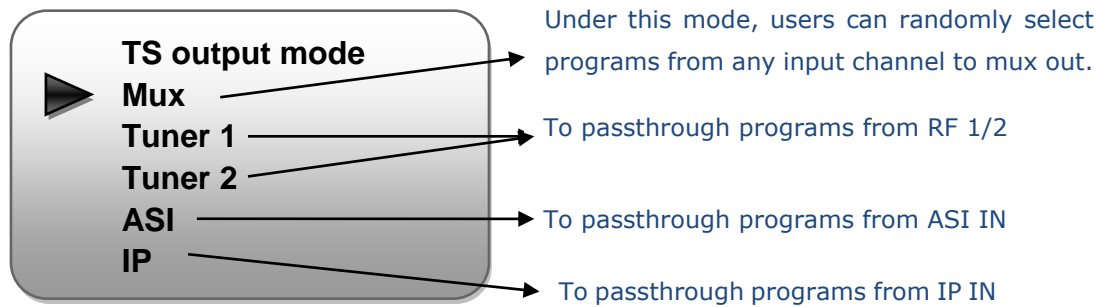 TS output mode
Mux
Tuner 1
Tuner 2
ASI
IP
Under this mode, users can randomly select
programs from any input channel to mux out.
To passthrough programs from RF 1/2
To passthrough programs from ASI IN
To passthrough programs from IP IN